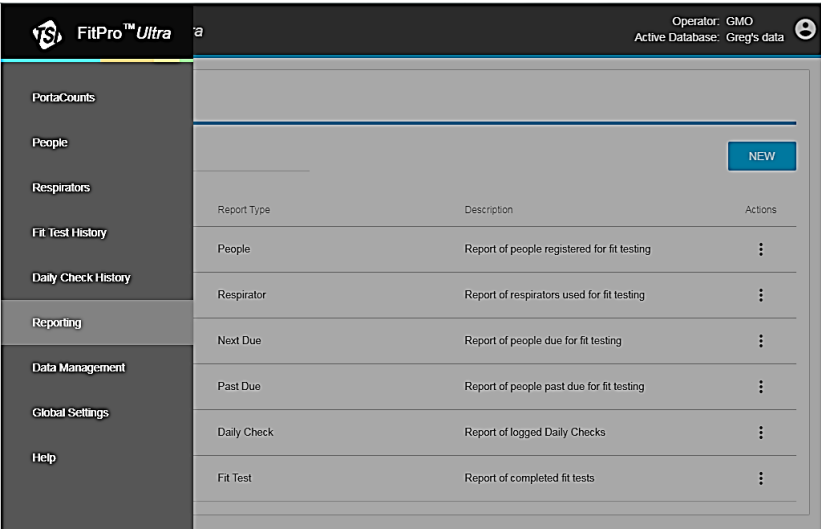 TSI FitPro™ Ultra
a
Operator: GMO
Active Database: Greg's data
PortaCounts
People
NEW
Respirators
Report Type Description Actions
Fit Test History
People Report of people registered for fit testing
Daily Check History
Respirator Report of respirators used for fit testing
Reporting
Next Due Report of people due for fit testing
Data Management
Past Due Report of people past due for fit testing
Global Settings
Daily Check Report of logged Daily Checks
Help
Fit Test Report of completed fit tests